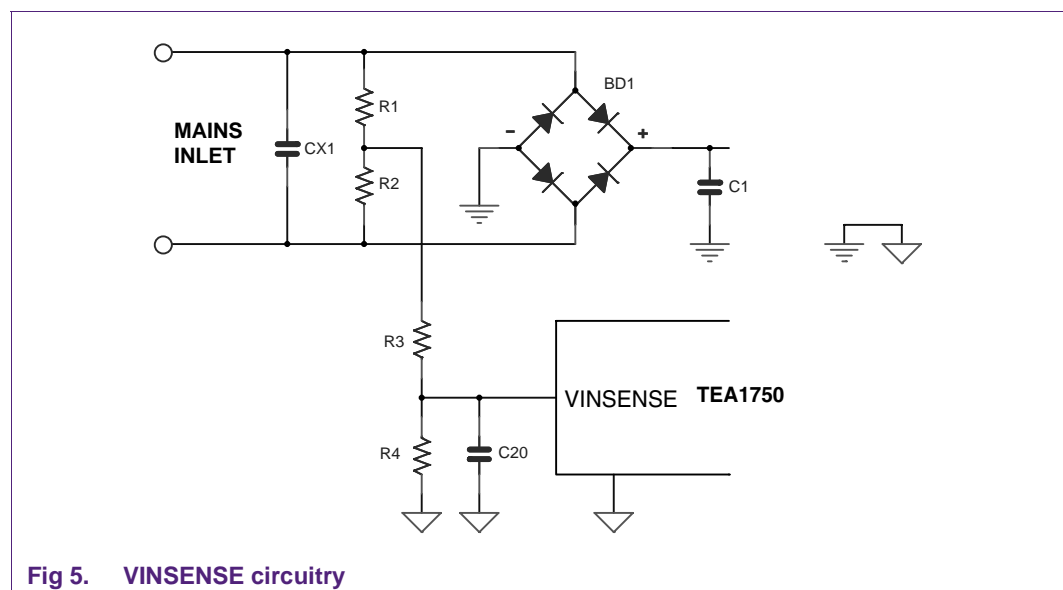 BD1
R1
MAINS
INLET
CX1
- +
R2
C1
R3
VINSENSE TEA1750
R4
C20
Fig 5. VINSENSE circuitry